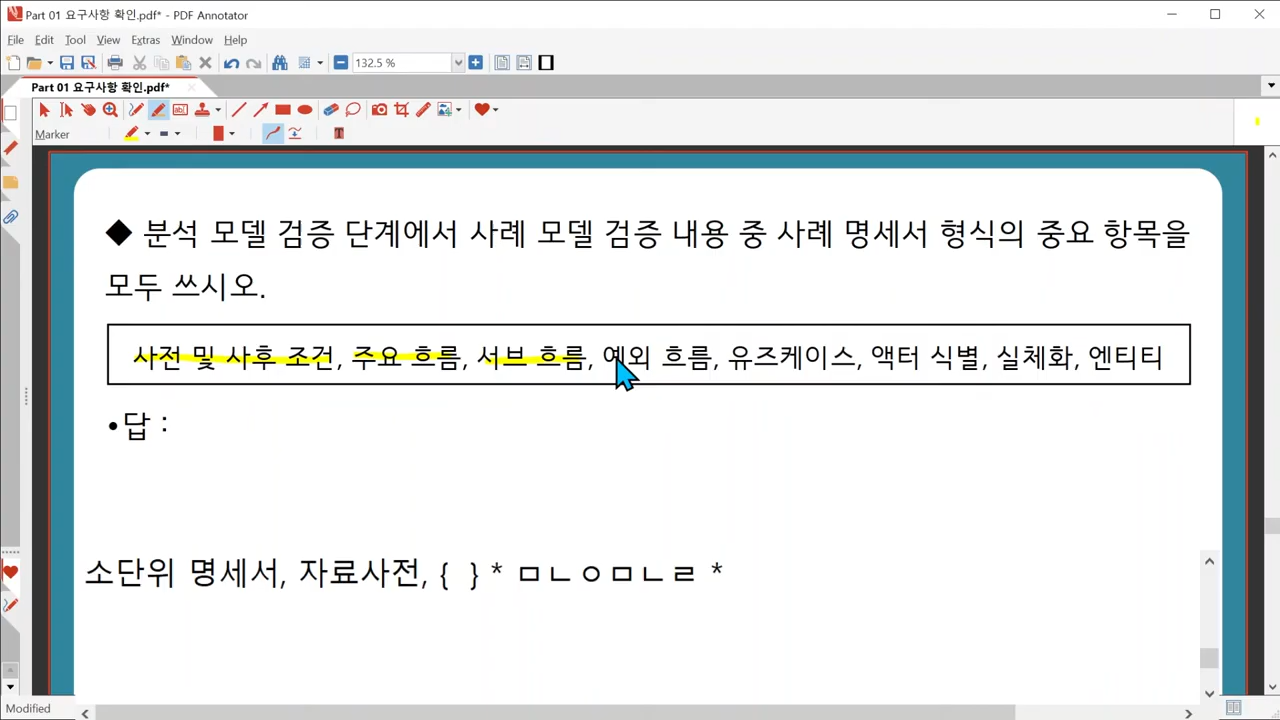 Part 01 요구사항 확인.pdf* - PDF Annotator
File Edit Tool View Extras Window Help
132.5 %
Part 01 요구사항 확인.pdf*
Marker
◆ 분석 모델 검증 단계에서 사례 모델 검증 내용 중 사례 명세서 형식의 중요 항목을
모두 쓰시오.
사전 및 사후 조건, 주요 흐름, 서브 흐름, 예외 흐름, 유즈케이스, 액터 식별, 실체화, 엔티티
•답 :
소단위 명세서, 자료사전, { } * ㅁㄴㅇㅁㄴㄹ *
Modified